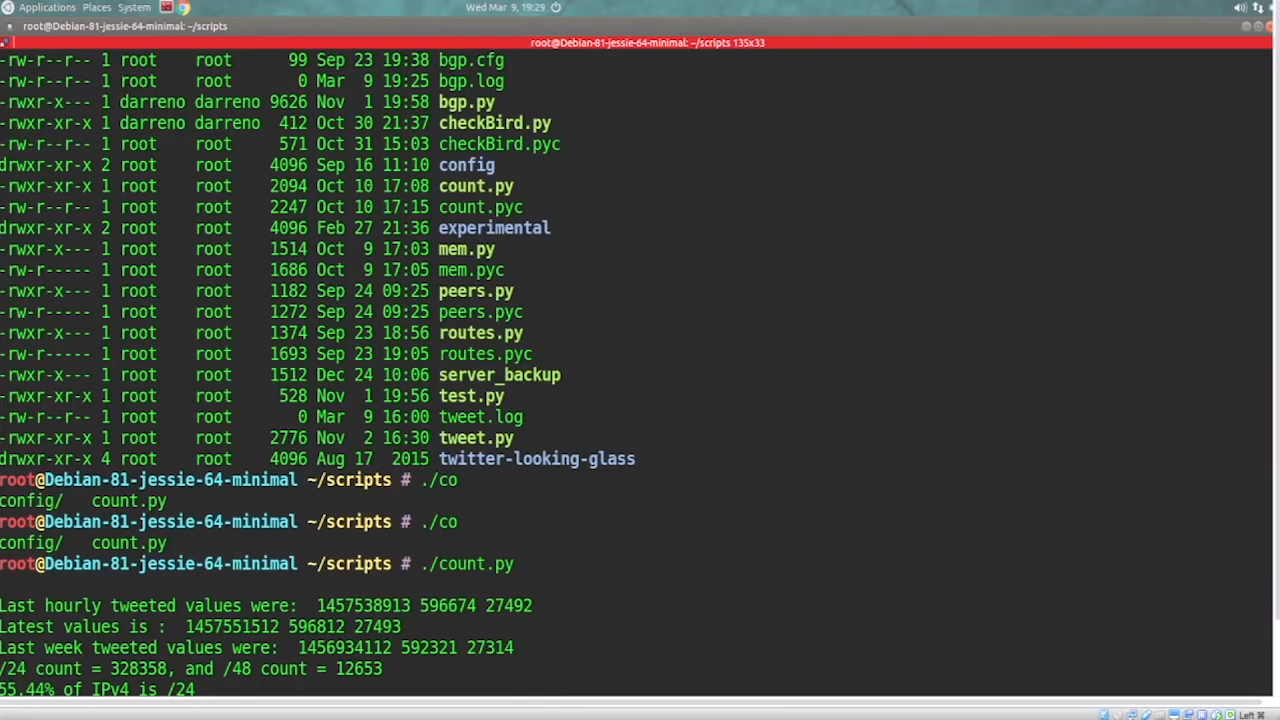 Applications Places System Wed Mar 9, 19:29
root@Debian-81-jessie-64-minimal: ~/scripts
root@Debian-81-jessie-64-minimal: ~/scripts 135x33
-rw-r--r-- 1 root root 99 Sep 23 19:38 bgp.cfg
-rw-r--r-- 1 root root 0 Mar 9 19:25 bgp.log
-rwxr-x--- 1 darreno darreno 9626 Nov 1 19:58 bgp.py
-rwxr-xr-x 1 darreno darreno 412 Oct 30 21:37 checkBird.py
-rw-r--r-- 1 root root 571 Oct 31 15:03 checkBird.pyc
drwxr-xr-x 2 root root 4096 Sep 16 11:10 config
-rwxr-xr-x 1 root root 2094 Oct 10 17:08 count.py
-rw-r--r-- 1 root root 2247 Oct 10 17:15 count.pyc
drwxr-xr-x 2 root root 4096 Feb 27 21:36 experimental
-rwxr-x--- 1 root root 1514 Oct 9 17:03 mem.py
-rw-r----- 1 root root 1686 Oct 9 17:05 mem.pyc
-rwxr-x--- 1 root root 1182 Sep 24 09:25 peers.py
-rw-r----- 1 root root 1272 Sep 24 09:25 peers.pyc
-rwxr-x--- 1 root root 1374 Sep 23 18:56 routes.py
-rw-r----- 1 root root 1693 Sep 23 19:05 routes.pyc
-rwxr-x--- 1 root root 1512 Dec 24 10:06 server_backup
-rwxr-xr-x 1 root root 528 Nov 1 19:56 test.py
-rw-r--r-- 1 root root 0 Mar 9 16:00 tweet.log
-rwxr-xr-x 1 root root 2776 Nov 2 16:30 tweet.py
drwxr-xr-x 4 root root 4096 Aug 17 2015 twitter-looking-glass
root@Debian-81-jessie-64-minimal ~/scripts # ./co
config/ count.py
root@Debian-81-jessie-64-minimal ~/scripts # ./co
config/ count.py
root@Debian-81-jessie-64-minimal ~/scripts # ./count.py
Last hourly tweeted values were: 1457538913 596674 27492
Latest values is : 1457551512 596812 27493
Last week tweeted values were: 1456934112 592321 27314
/24 count = 328358, and /48 count = 12653
55.44% of IPv4 is /24
Left ⌘